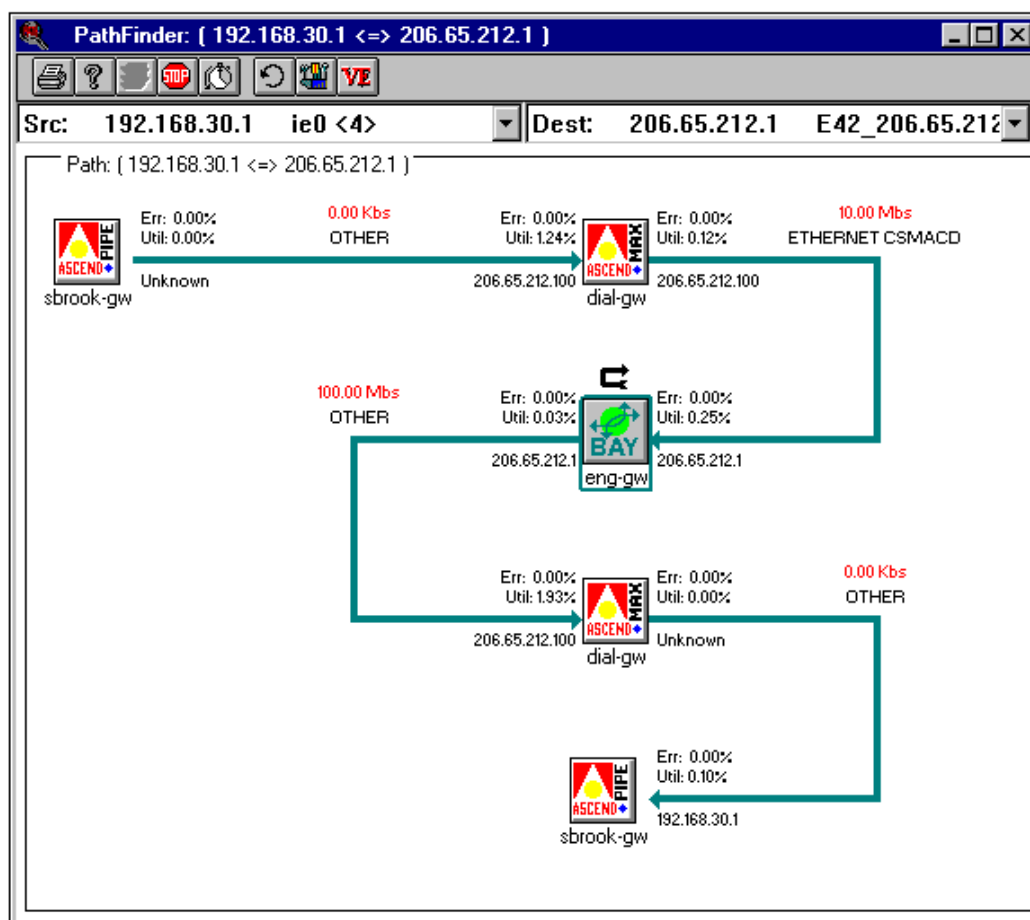 PathFinder: ( 192.168.30.1 <=> 206.65.212.1 )
? STOP VE
Src: 192.168.30.1 ie0 <4> Dest: 206.65.212.1 E42_206.65.212
Path: ( 192.168.30.1 <=> 206.65.212.1 )
Err: 0.00%
Util: 0.00%
0.00 Kbs
OTHER
Err: 0.00%
Util: 1.24%
Err: 0.00%
Util: 0.12%
10.00 Mbs
ETHERNET CSMACD
ASCEND PIPE
sbrook-gw
Unknown
206.65.212.100
ASCEND MAX
dial-gw
206.65.212.100
100.00 Mbs
OTHER
Err: 0.00%
Util: 0.03%
Err: 0.00%
Util: 0.25%
206.65.212.1
BAY
eng-gw
206.65.212.1
Err: 0.00%
Util: 1.93%
Err: 0.00%
Util: 0.00%
0.00 Kbs
OTHER
206.65.212.100
ASCEND MAX
dial-gw
Unknown
Err: 0.00%
Util: 0.10%
ASCEND PIPE
sbrook-gw
192.168.30.1